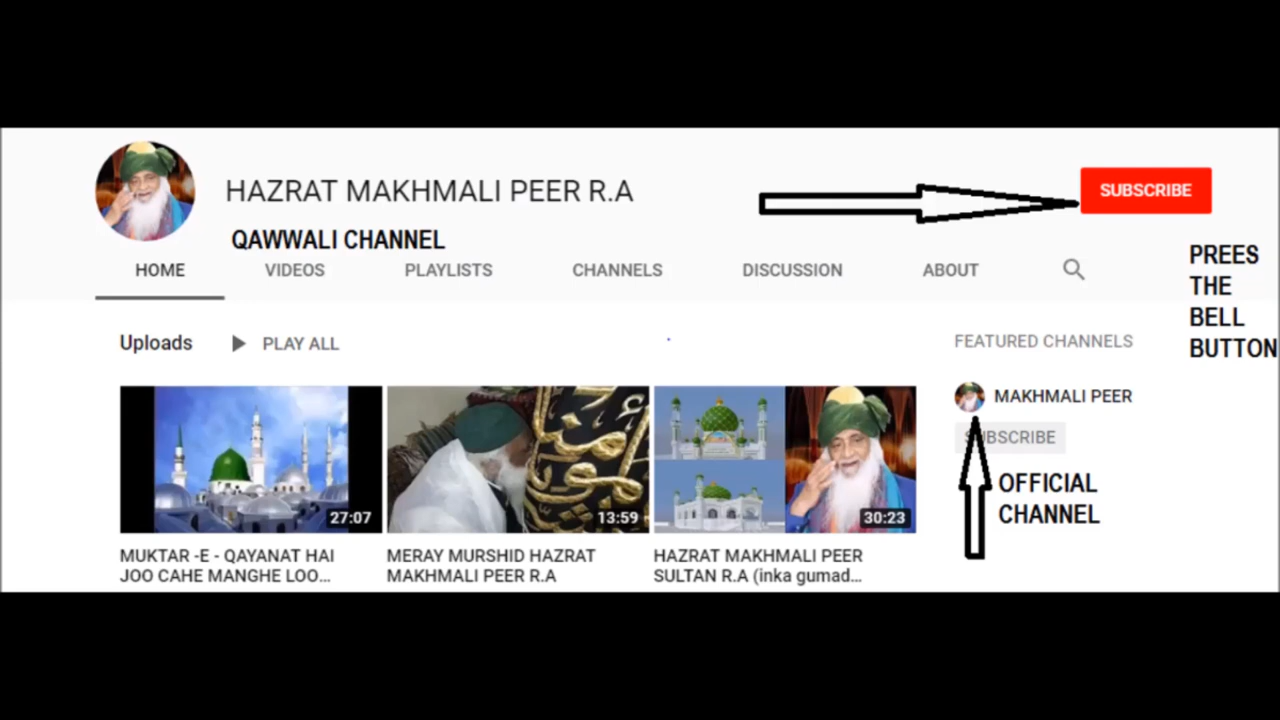 HAZRAT MAKHMALI PEER R.A
SUBSCRIBE
QAWWALI CHANNEL
HOME VIDEOS PLAYLISTS CHANNELS DISCUSSION ABOUT
PREES
THE
BELL
BUTTON
Uploads PLAY ALL
FEATURED CHANNELS
27:07
13:59
30:23
MUKTAR -E - QAYANAT HAI
JOO CAHE MANGHE LOO...
MERAY MURSHID HAZRAT
MAKHMALI PEER R.A
HAZRAT MAKHMALI PEER
SULTAN R.A (inka gumad...
MAKHMALI PEER
SUBSCRIBE
OFFICIAL
CHANNEL